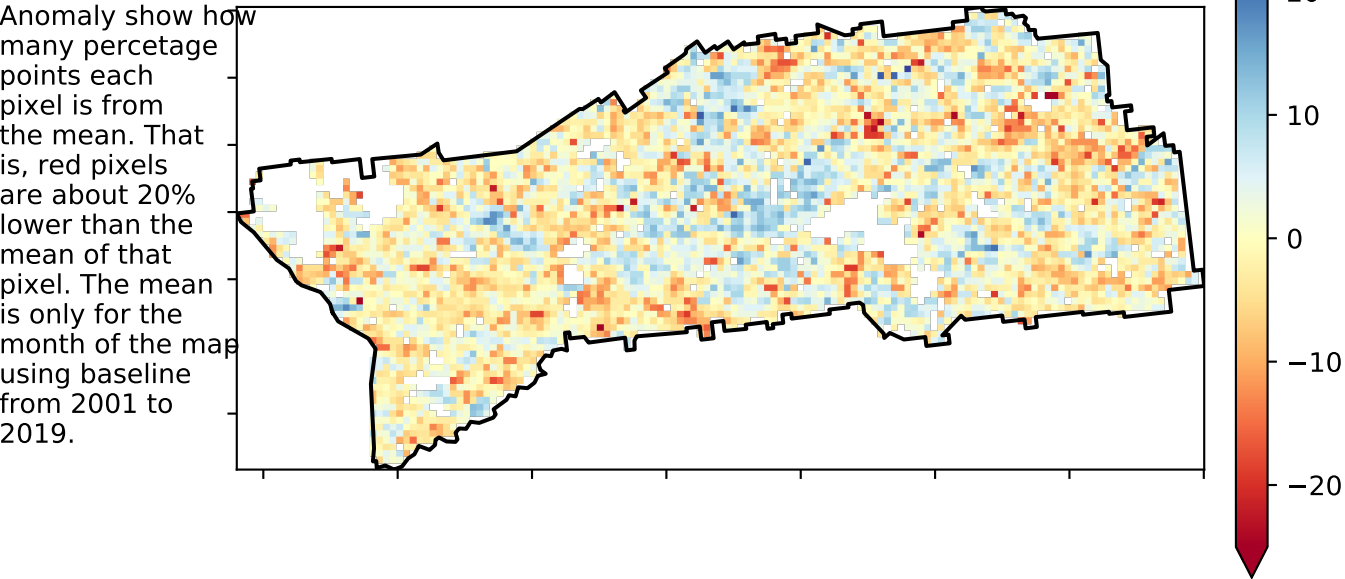 Anomaly show how
many percetage
points each
pixel is from
the mean. That
is, red pixels
are about 20%
lower than the
mean of that
pixel. The mean
is only for the
month of the map
using baseline
from 2001 to
2019.
10
0
−10
−20